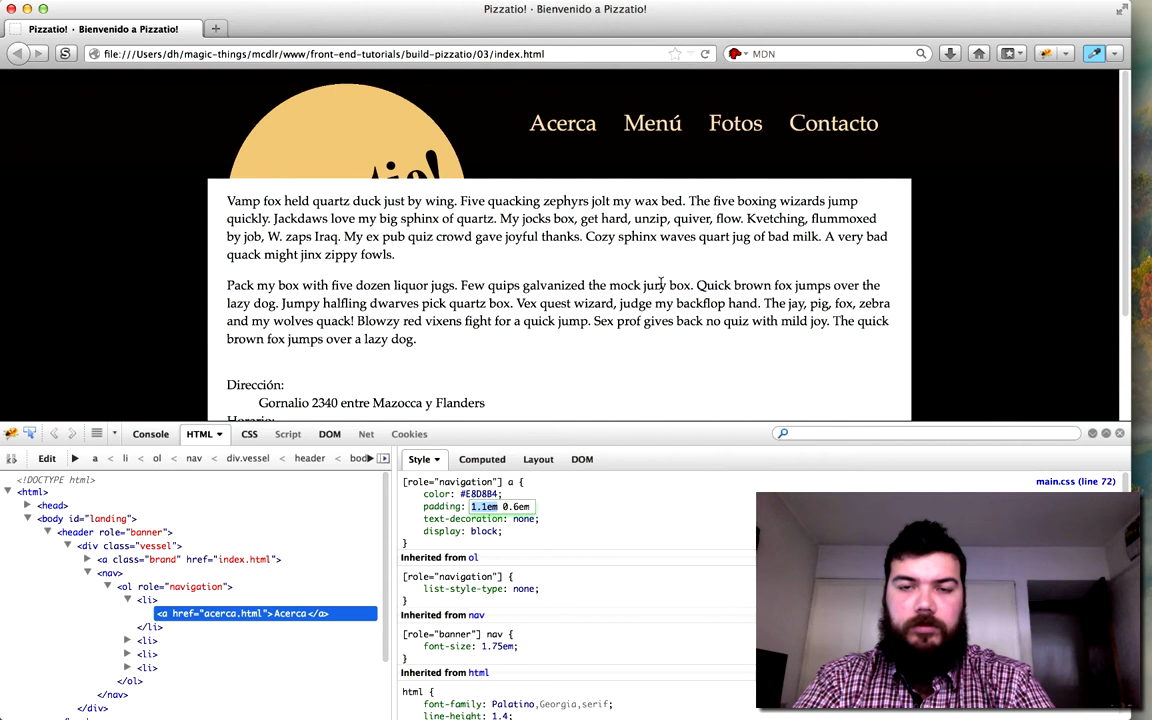 Pizzatio! · Bienvenido a Pizzatio!
Pizzatio! · Bienvenido a Pizzatio!
file:///Users/dh/magic-things/mcdlr/www/front-end-tutorials/build-pizzatio/03/index.html
MDN
Acerca Menú Fotos Contacto
Vamp fox held quartz duck just by wing. Five quacking zephyrs jolt my wax bed. The five boxing wizards jump
quickly. Jackdaws love my big sphinx of quartz. My jocks box, get hard, unzip, quiver, flow. Kvetching, flummoxed
by job, W. zaps Iraq. My ex pub quiz crowd gave joyful thanks. Cozy sphinx waves quart jug of bad milk. A very bad
quack might jinx zippy fowls.
Pack my box with five dozen liquor jugs. Few quips galvanized the mock jury box. Quick brown fox jumps over the
lazy dog. Jumpy halfling dwarves pick quartz box. Vex quest wizard, judge my backflop hand. The jay, pig, fox, zebra
and my wolves quack! Blowzy red vixens fight for a quick jump. Sex prof gives back no quiz with mild joy. The quick
brown fox jumps over a lazy dog.
Dirección:
Gornalio 2340 entre Mazocca y Flanders
Horario:
Console HTML CSS Script DOM Net Cookies
Edit a li ol nav div.vessel header bod
Style Computed Layout DOM
<!DOCTYPE html>
<html>
<head>
<body id="landing">
<header role="banner">
<div class="vessel">
<a class="brand" href="index.html">
<nav>
<ol role="navigation">
<li>
<a href="acerca.html">Acerca</a>
</li>
<li>
<li>
<li>
</ol>
</nav>
</div>
[role="navigation"] a {
main.css (line 72)
color: #E8D8B4;
padding: 1.1em 0.6em
text-decoration: none;
display: block;
}
Inherited from ol
[role="navigation"] {
list-style-type: none;
}
Inherited from nav
[role="banner"] nav {
font-size: 1.75em;
}
Inherited from html
html {
font-family: Palatino,Georgia,serif;
line-height: 1.4;